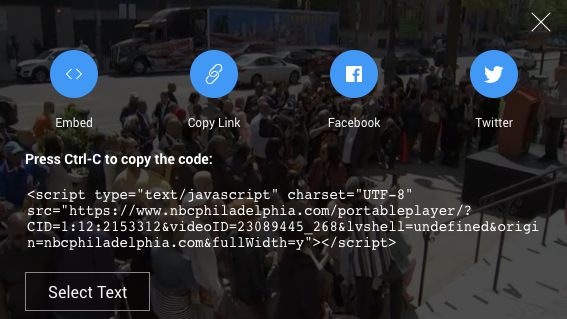 Embed Copy Link Facebook Twitter
Press Ctrl-C to copy the code:
<script type="text/javascript" charset="UTF-8"
src="https://www.nbcphiladelphia.com/portableplayer/?
CID=1:12:2153312&videoID=23089445_268&lvshell=undefined&origi
n=nbcphiladelphia.com&fullWidth=y"></script>
Select Text